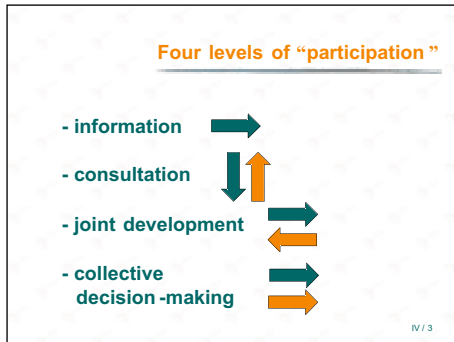 Four levels of “participation ”
- information
- consultation
- joint development
- collective
decision -making
IV / 3